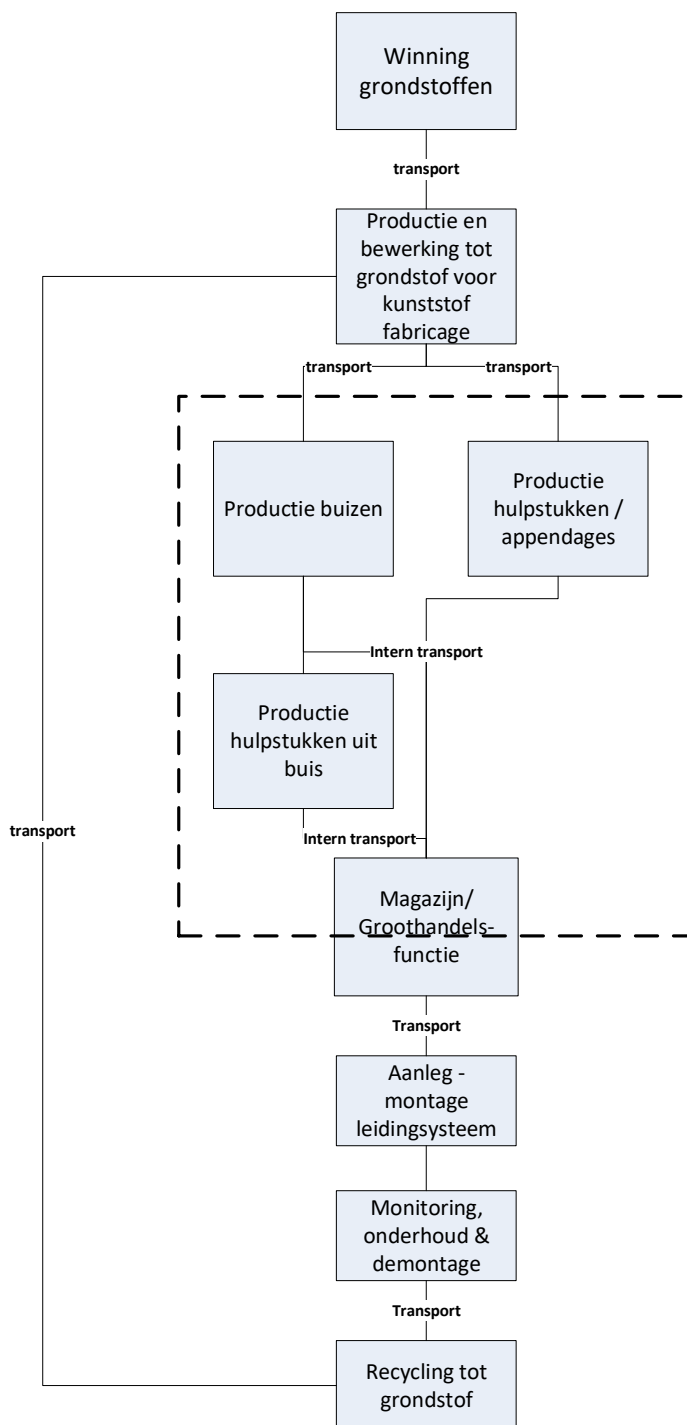 Winning
grondstoffen
transport
Productie en
bewerking tot
grondstof voor
kunststof
fabricage
transport
transport
Productie buizen
Productie
hulpstukken /
appendages
Intern transport
Productie
hulpstukken uit
buis
transport
Intern transport
Magazijn/
Groothandels-
functie
Transport
Aanleg -
montage
leidingsysteem
Monitoring,
onderhoud &
demontage
Transport
Recycling tot
grondstof